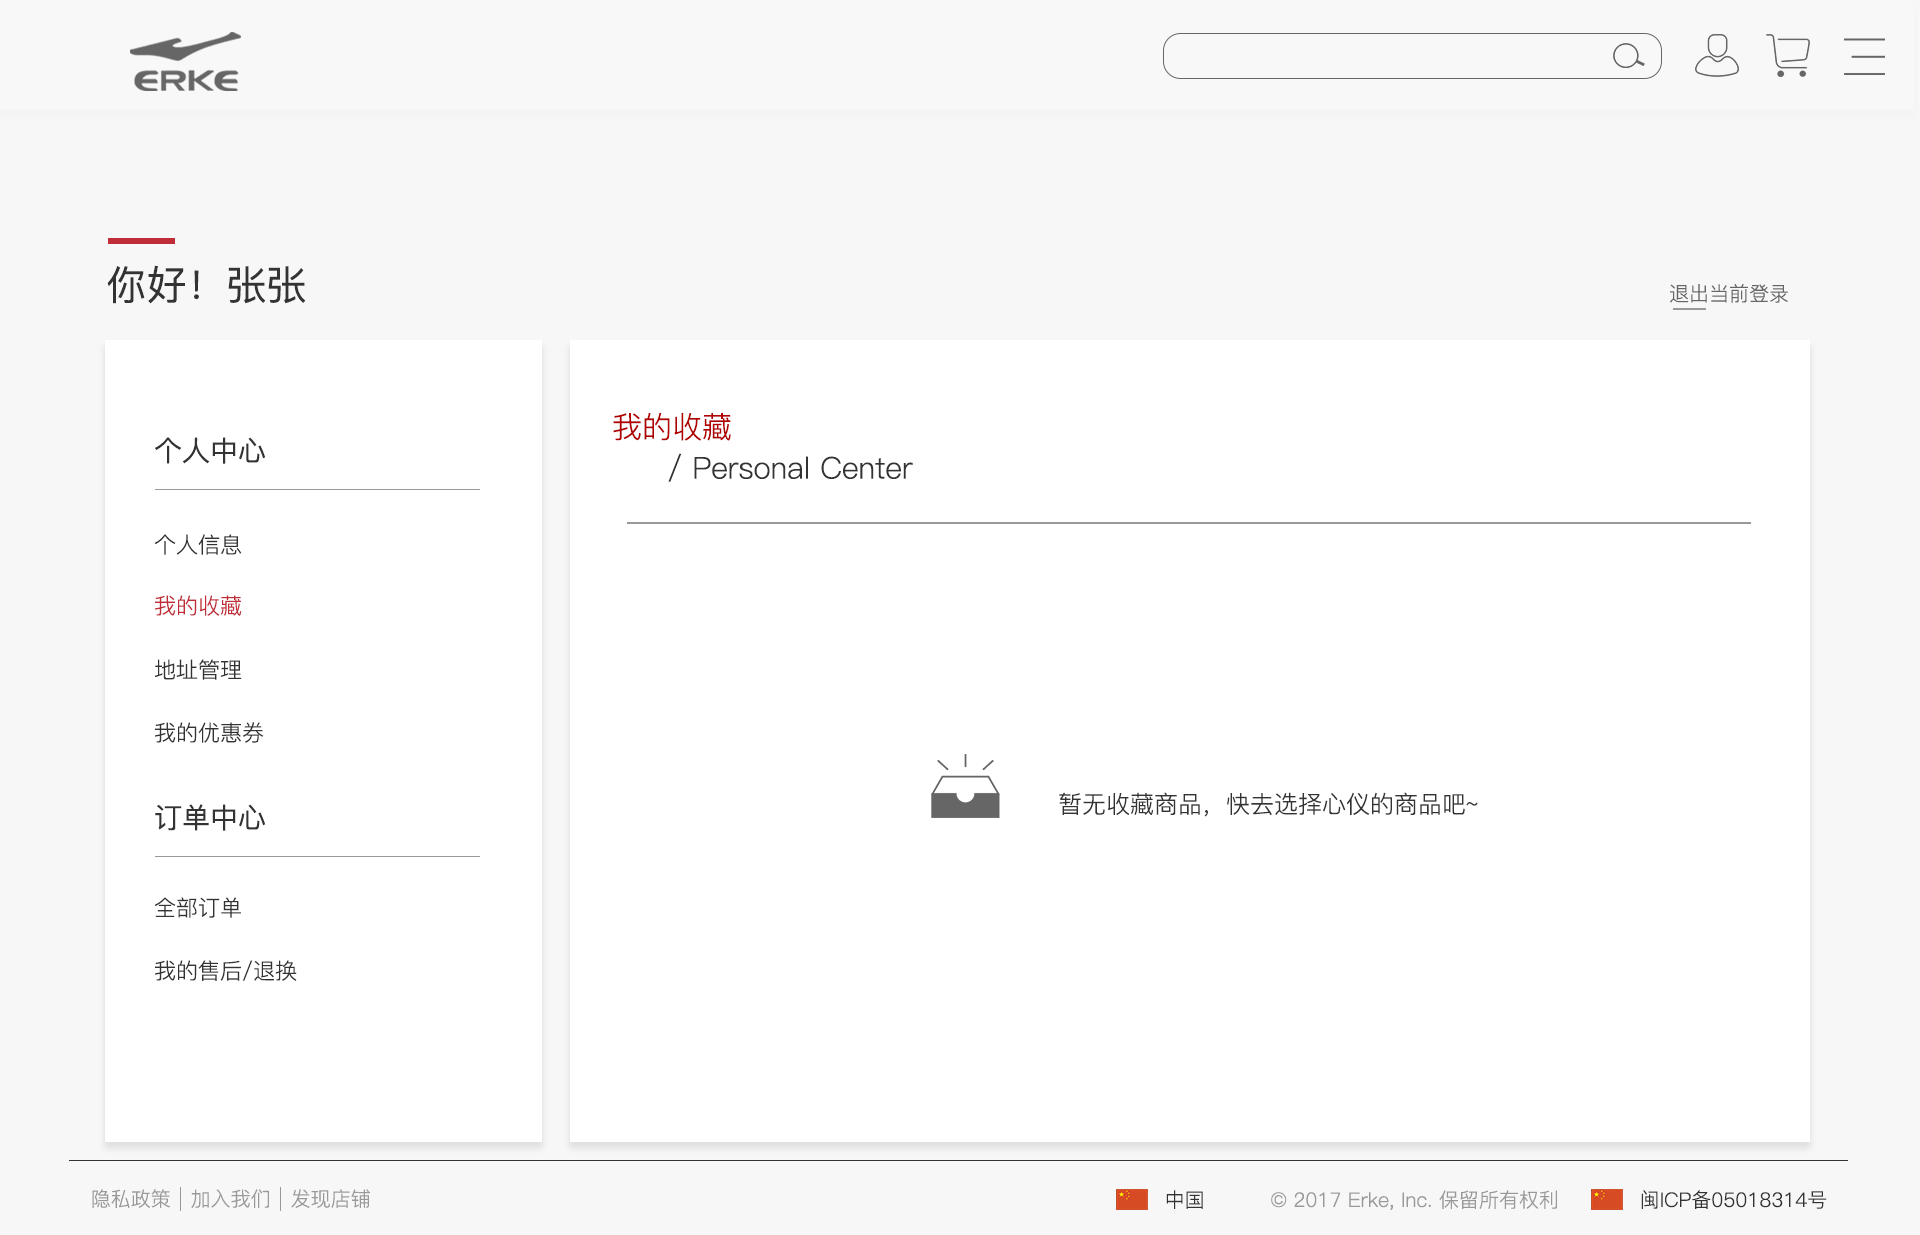 ERKE
你好！张张
退出当前登录
个人中心
个人信息
我的收藏
地址管理
我的优惠券
订单中心
全部订单
我的售后/退换
我的收藏
/ Personal Center
暂无收藏商品，快去选择心仪的商品吧~
隐私政策 | 加入我们 | 发现店铺
中国
© 2017 Erke, Inc. 保留所有权利
闽ICP备05018314号